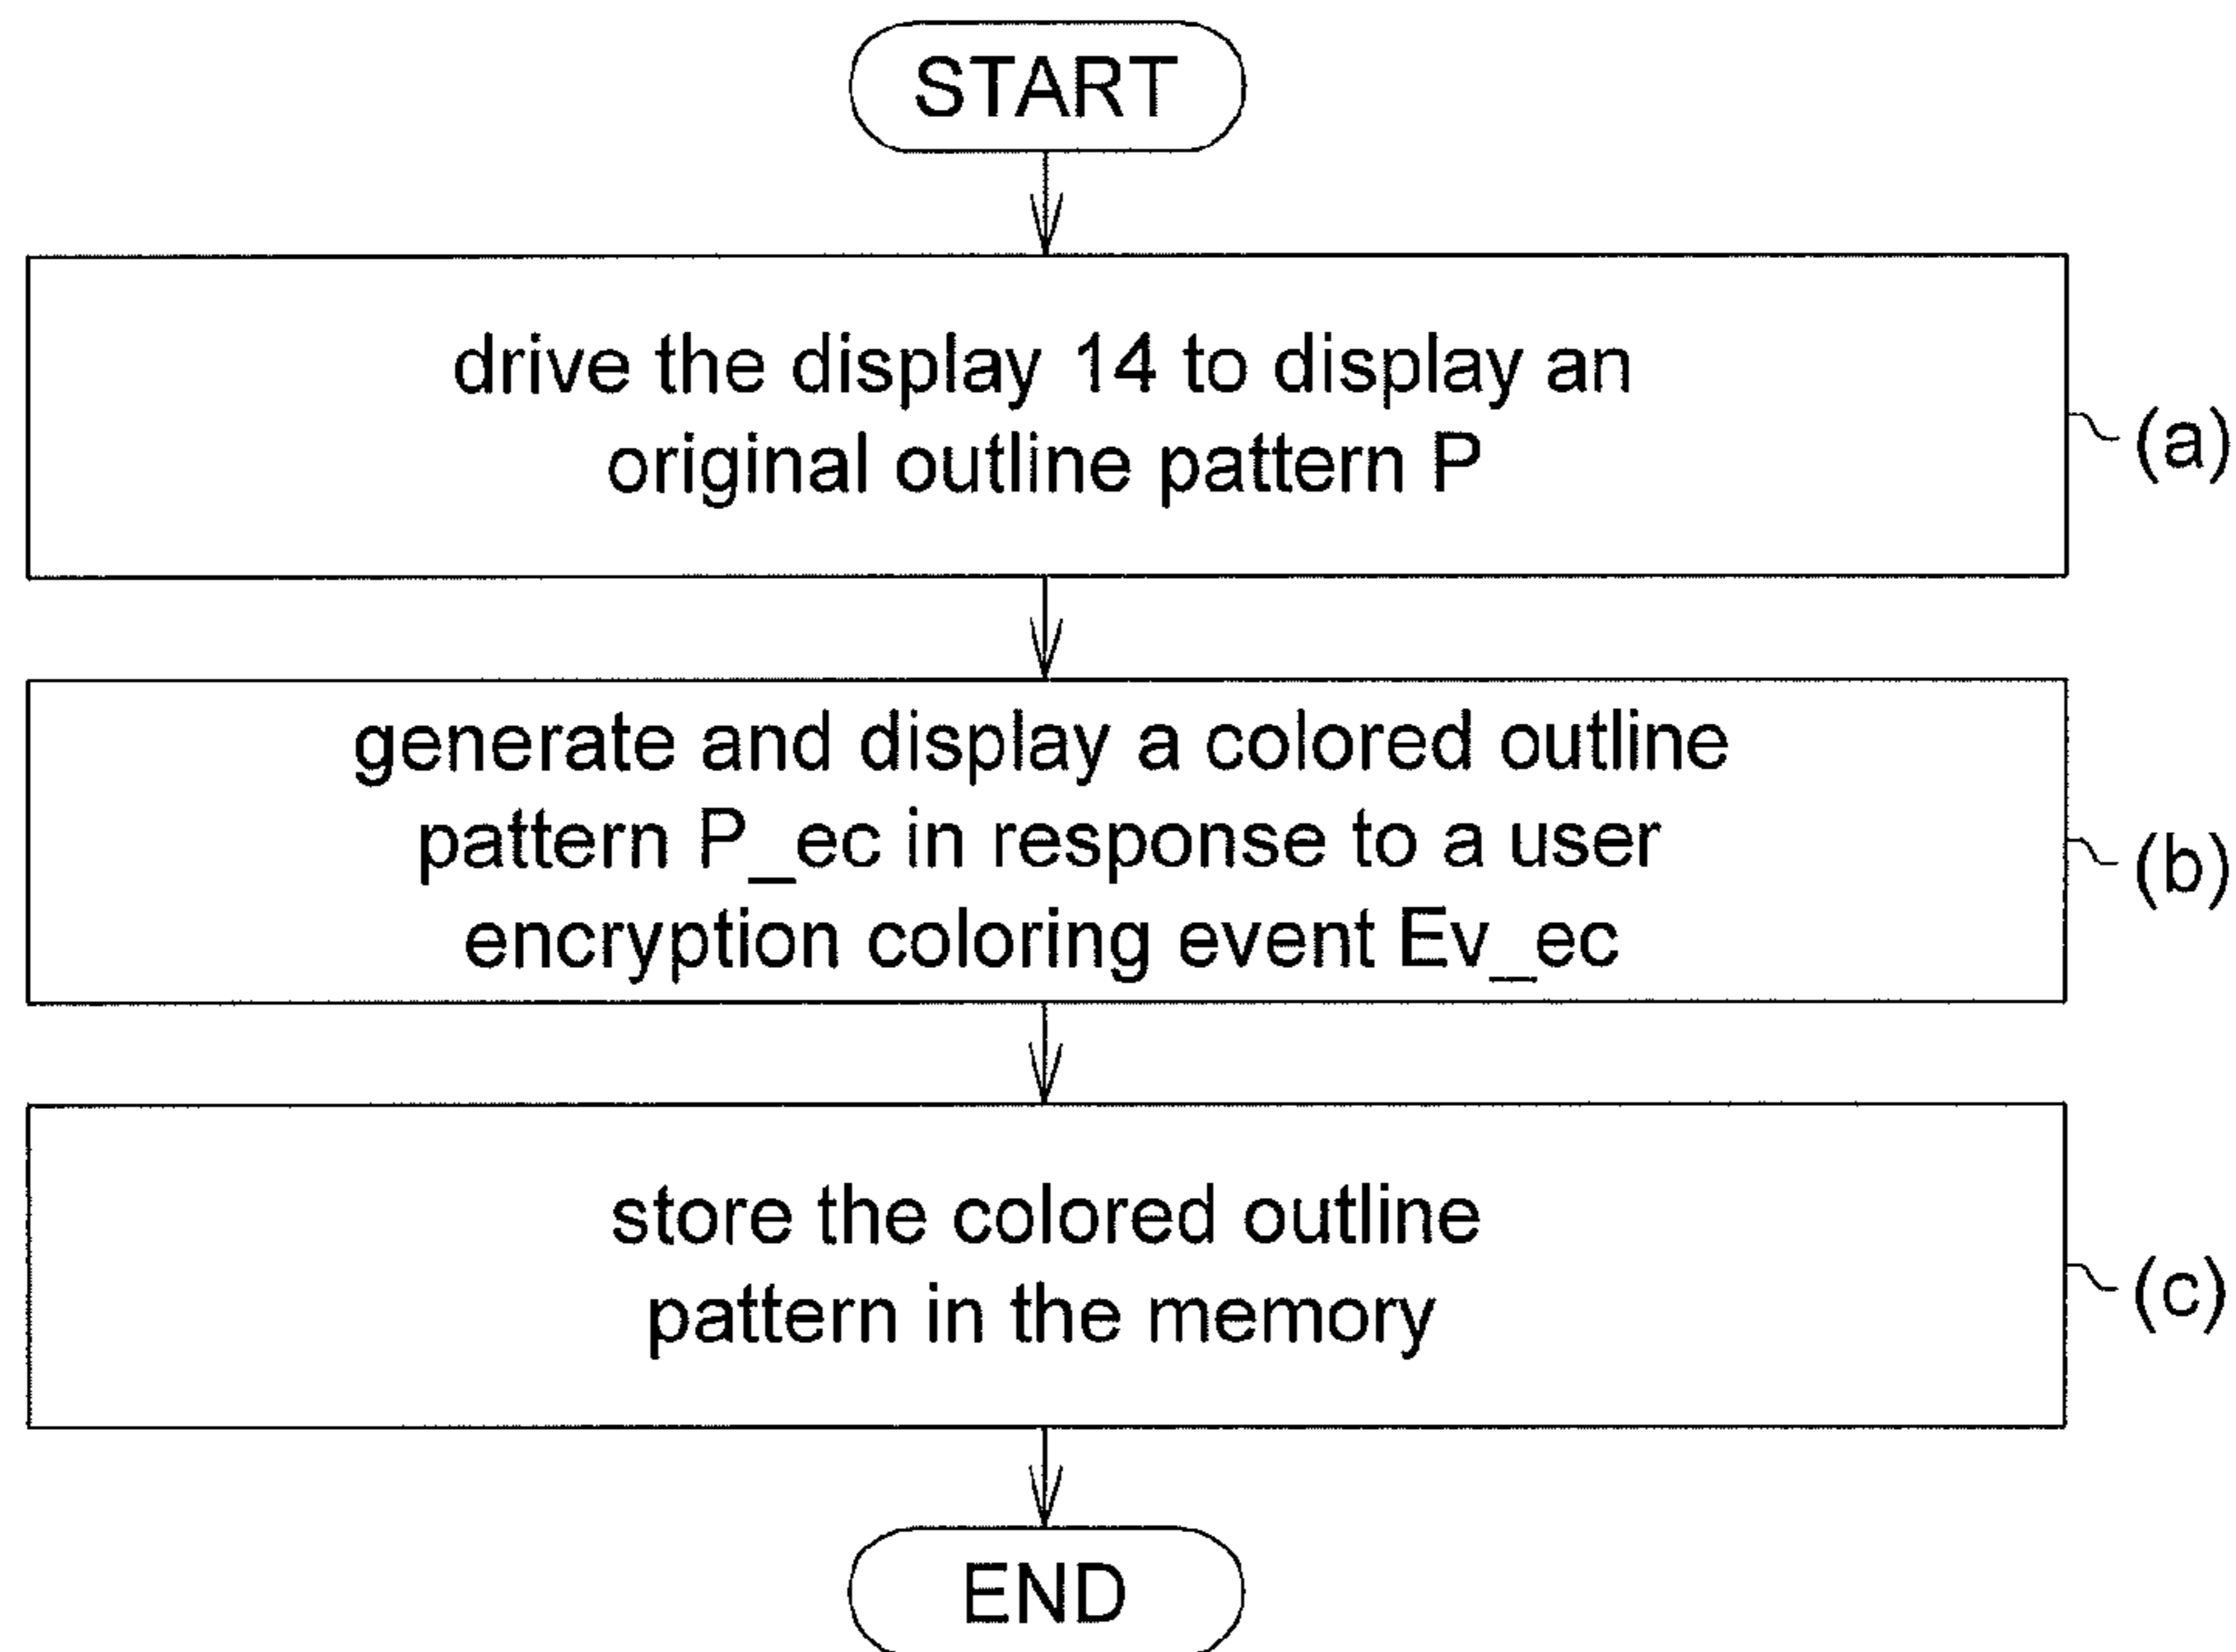 START
drive the display 14 to display an
original outline pattern P
(a)
generate and display a colored outline
pattern P_ec in response to a user
encryption coloring event Ev_ec
(b)
store the colored outline
pattern in the memory
(c)
END